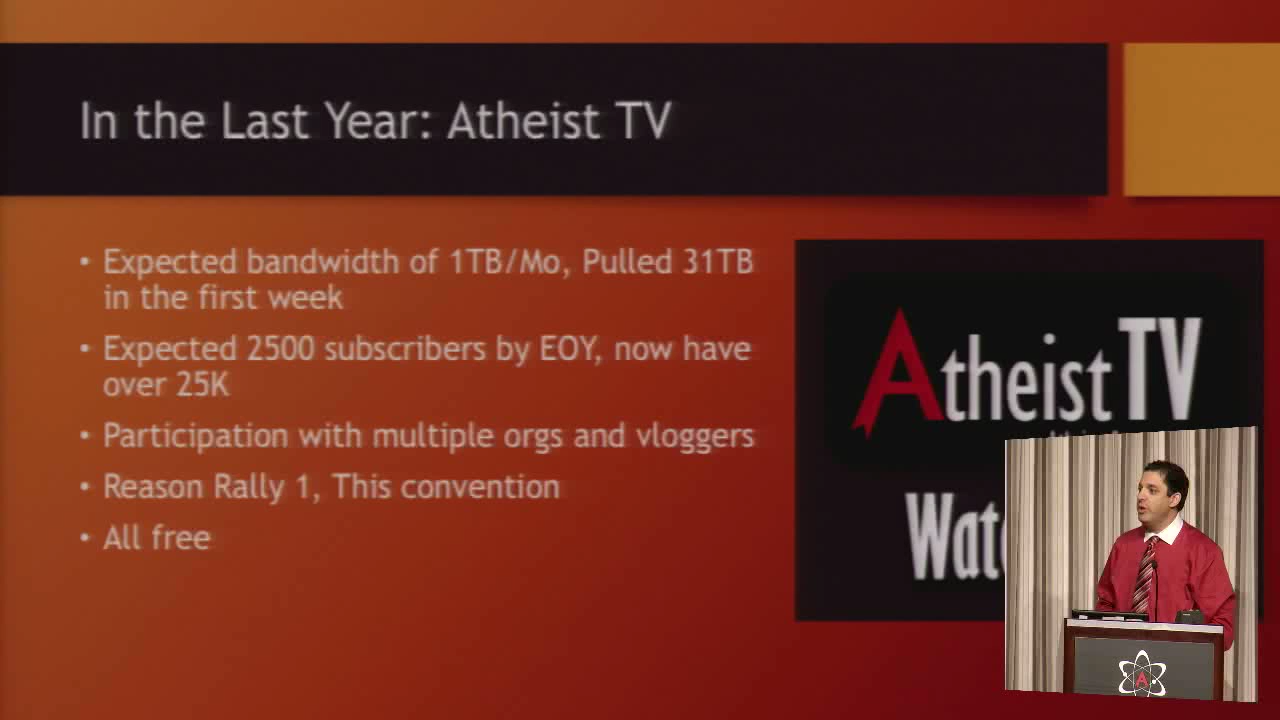 In the Last Year: Atheist TV
• Expected bandwidth of 1TB/Mo, Pulled 31TB
in the first week
• Expected 2500 subscribers by EOY, now have
over 25K
• Participation with multiple orgs and vloggers
• Reason Rally 1, This convention
• All free
AtheistTV
A